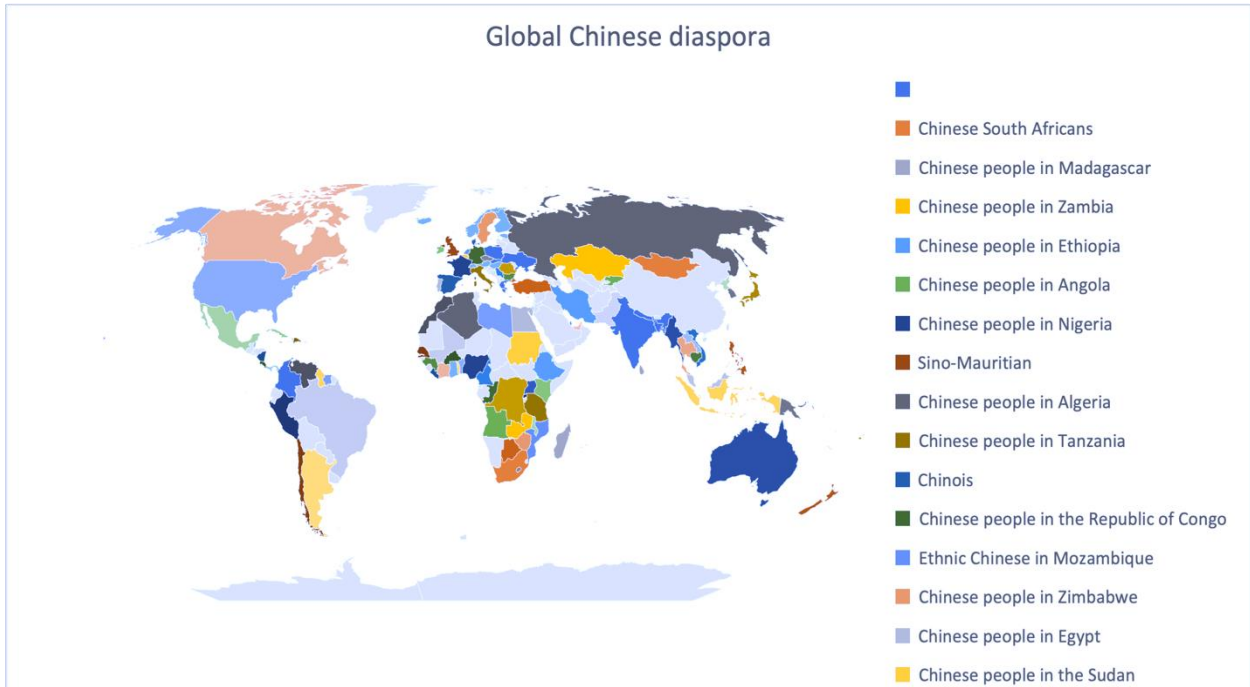 Global Chinese diaspora
Chinese South Africans
Chinese people in Madagascar
Chinese people in Zambia
Chinese people in Ethiopia
Chinese people in Angola
Chinese people in Nigeria
Sino-Mauritian
Chinese people in Algeria
Chinese people in Tanzania
Chinois
Chinese people in the Republic of Congo
Ethnic Chinese in Mozambique
Chinese people in Zimbabwe
Chinese people in Egypt
Chinese people in the Sudan